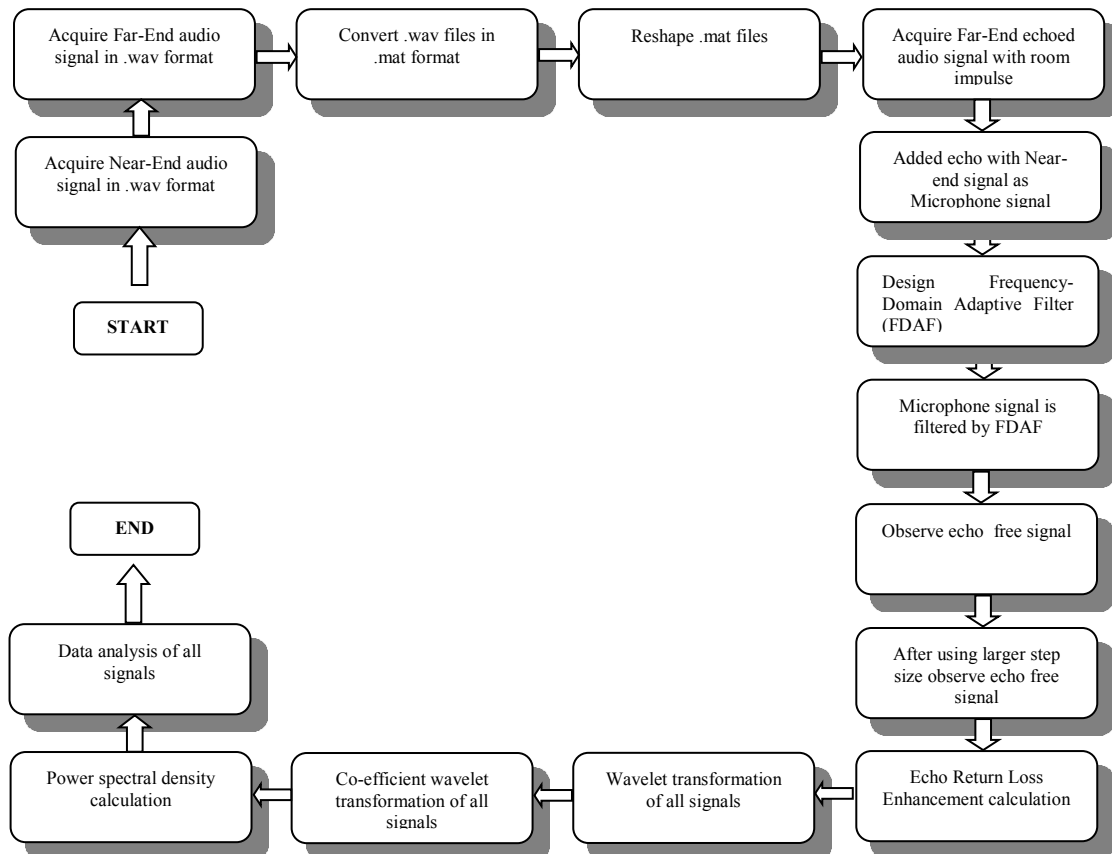 Acquire Far-End audio
signal in .wav format
Convert .wav files in
.mat format
Reshape .mat files
Acquire Far-End echoed
audio signal with room
impulse
Acquire Near-End audio
signal in .wav format
Added echo with Near-
end signal as
Microphone signal
START
Design Frequency-
Domain Adaptive Filter
(FDAF)
Microphone signal is
filtered by FDAF
END
Observe echo free signal
Data analysis of all
signals
After using larger step
size observe echo free
signal
Power spectral density
calculation
Co-efficient wavelet
transformation of all
signals
Wavelet transformation
of all signals
Echo Return Loss
Enhancement calculation